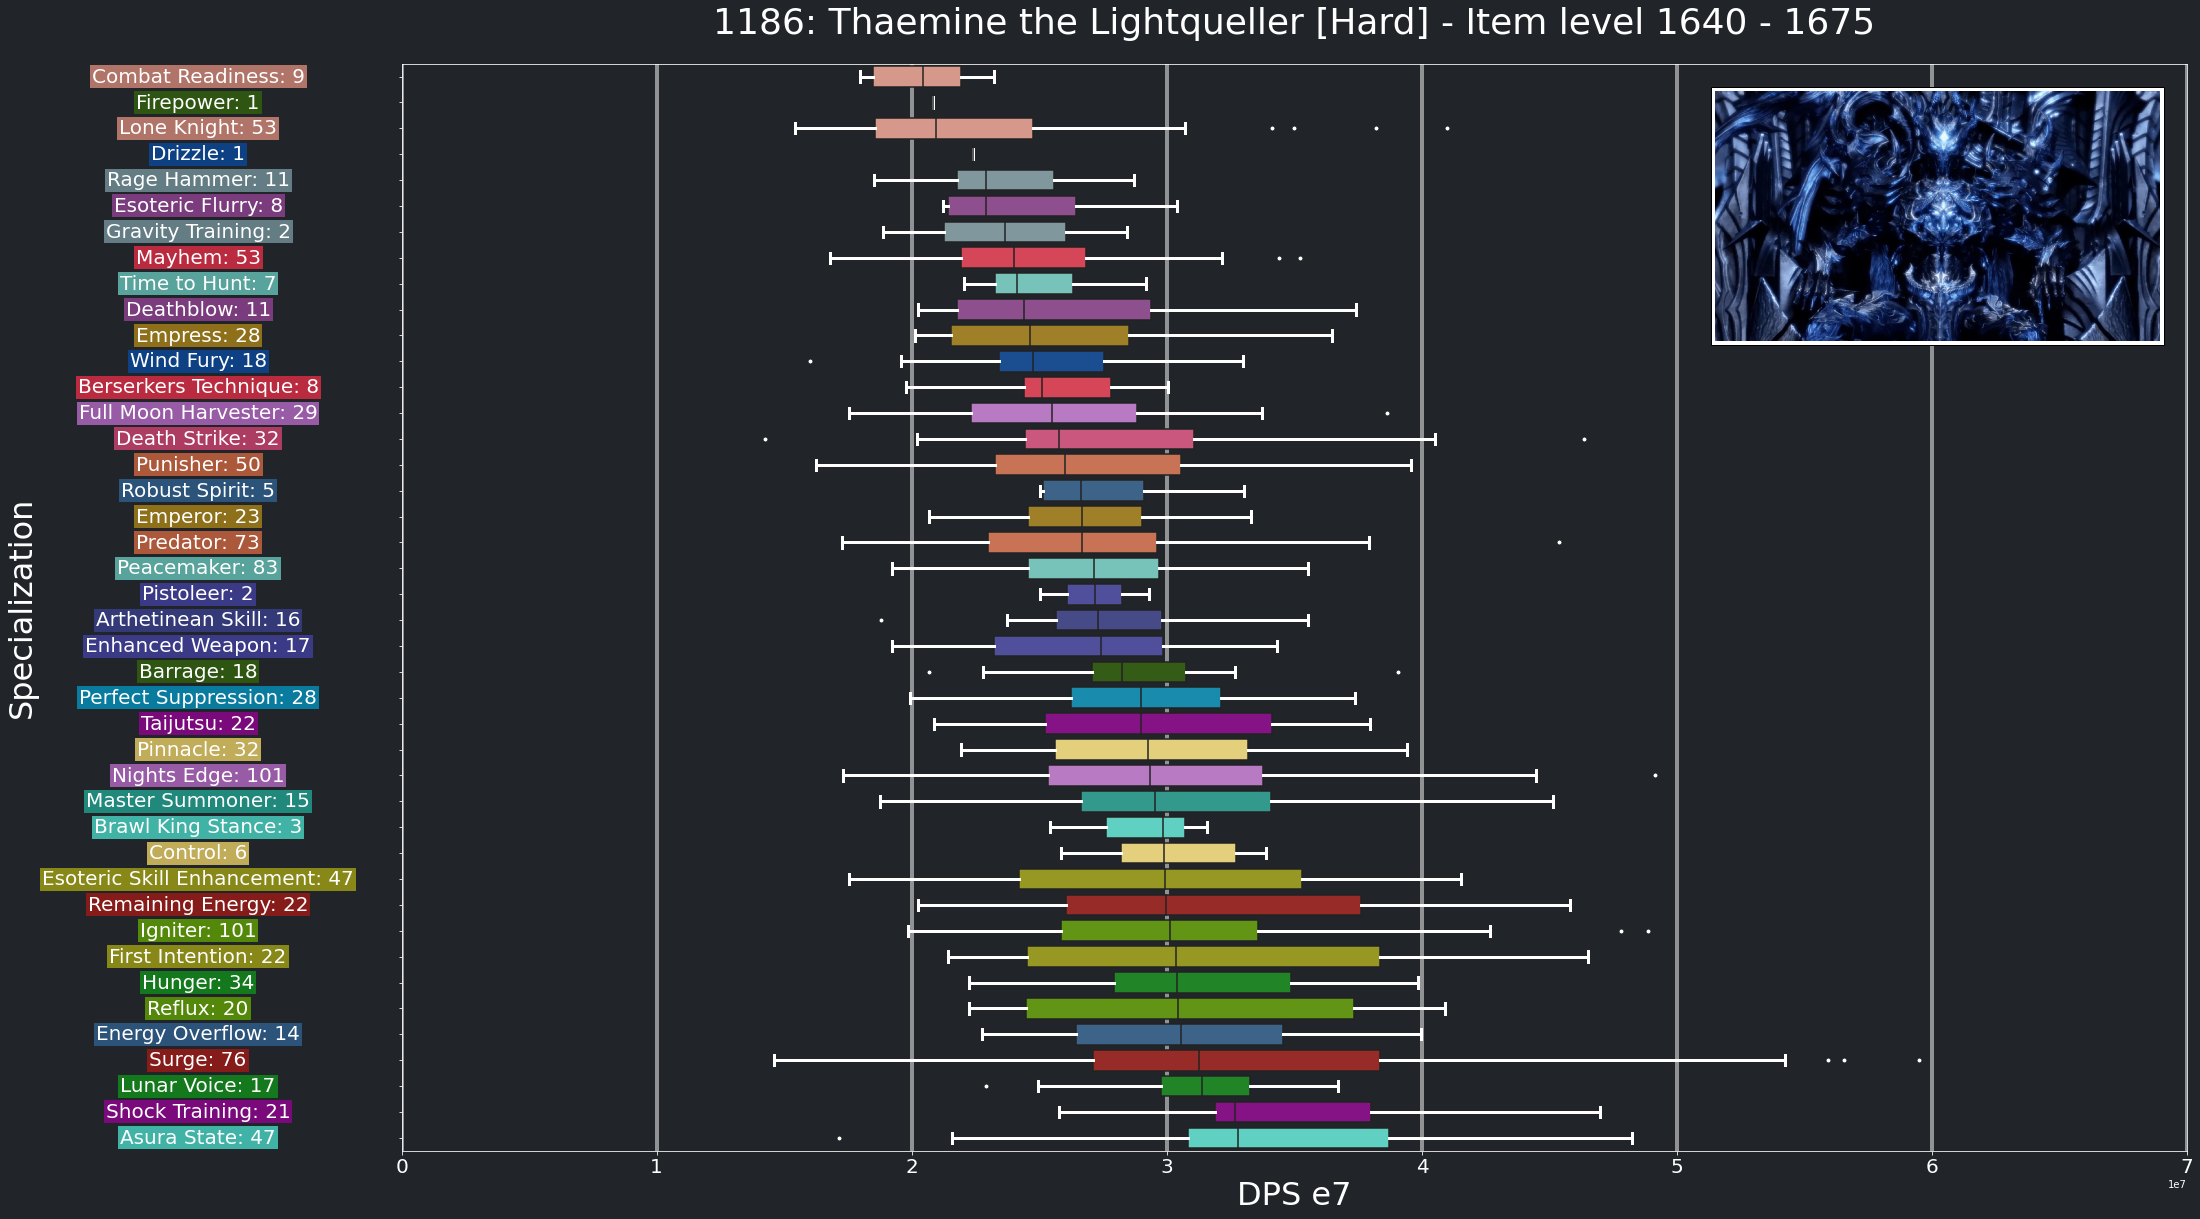 1186: Thaemine the Lightqueller [Hard] - Item level 1640 - 1675
Specialization
Combat Readiness: 9
Firepower: 1
Lone Knight: 53
Drizzle: 1
Rage Hammer: 11
Esoteric Flurry: 8
Gravity Training: 2
Mayhem: 53
Time to Hunt: 7
Deathblow: 11
Empress: 28
Wind Fury: 18
Berserkers Technique: 8
Full Moon Harvester: 29
Death Strike: 32
Punisher: 50
Robust Spirit: 5
Emperor: 23
Predator: 73
Peacemaker: 83
Pistoleer: 2
Arthetinean Skill: 16
Enhanced Weapon: 17
Barrage: 18
Perfect Suppression: 28
Taijutsu: 22
Pinnacle: 32
Nights Edge: 101
Master Summoner: 15
Brawl King Stance: 3
Control: 6
Esoteric Skill Enhancement: 47
Remaining Energy: 22
Igniter: 101
First Intention: 22
Hunger: 34
Reflux: 20
Energy Overflow: 14
Surge: 76
Lunar Voice: 17
Shock Training: 21
Asura State: 47
0 1 2 3 4 5 6 7
1e7
DPS e7